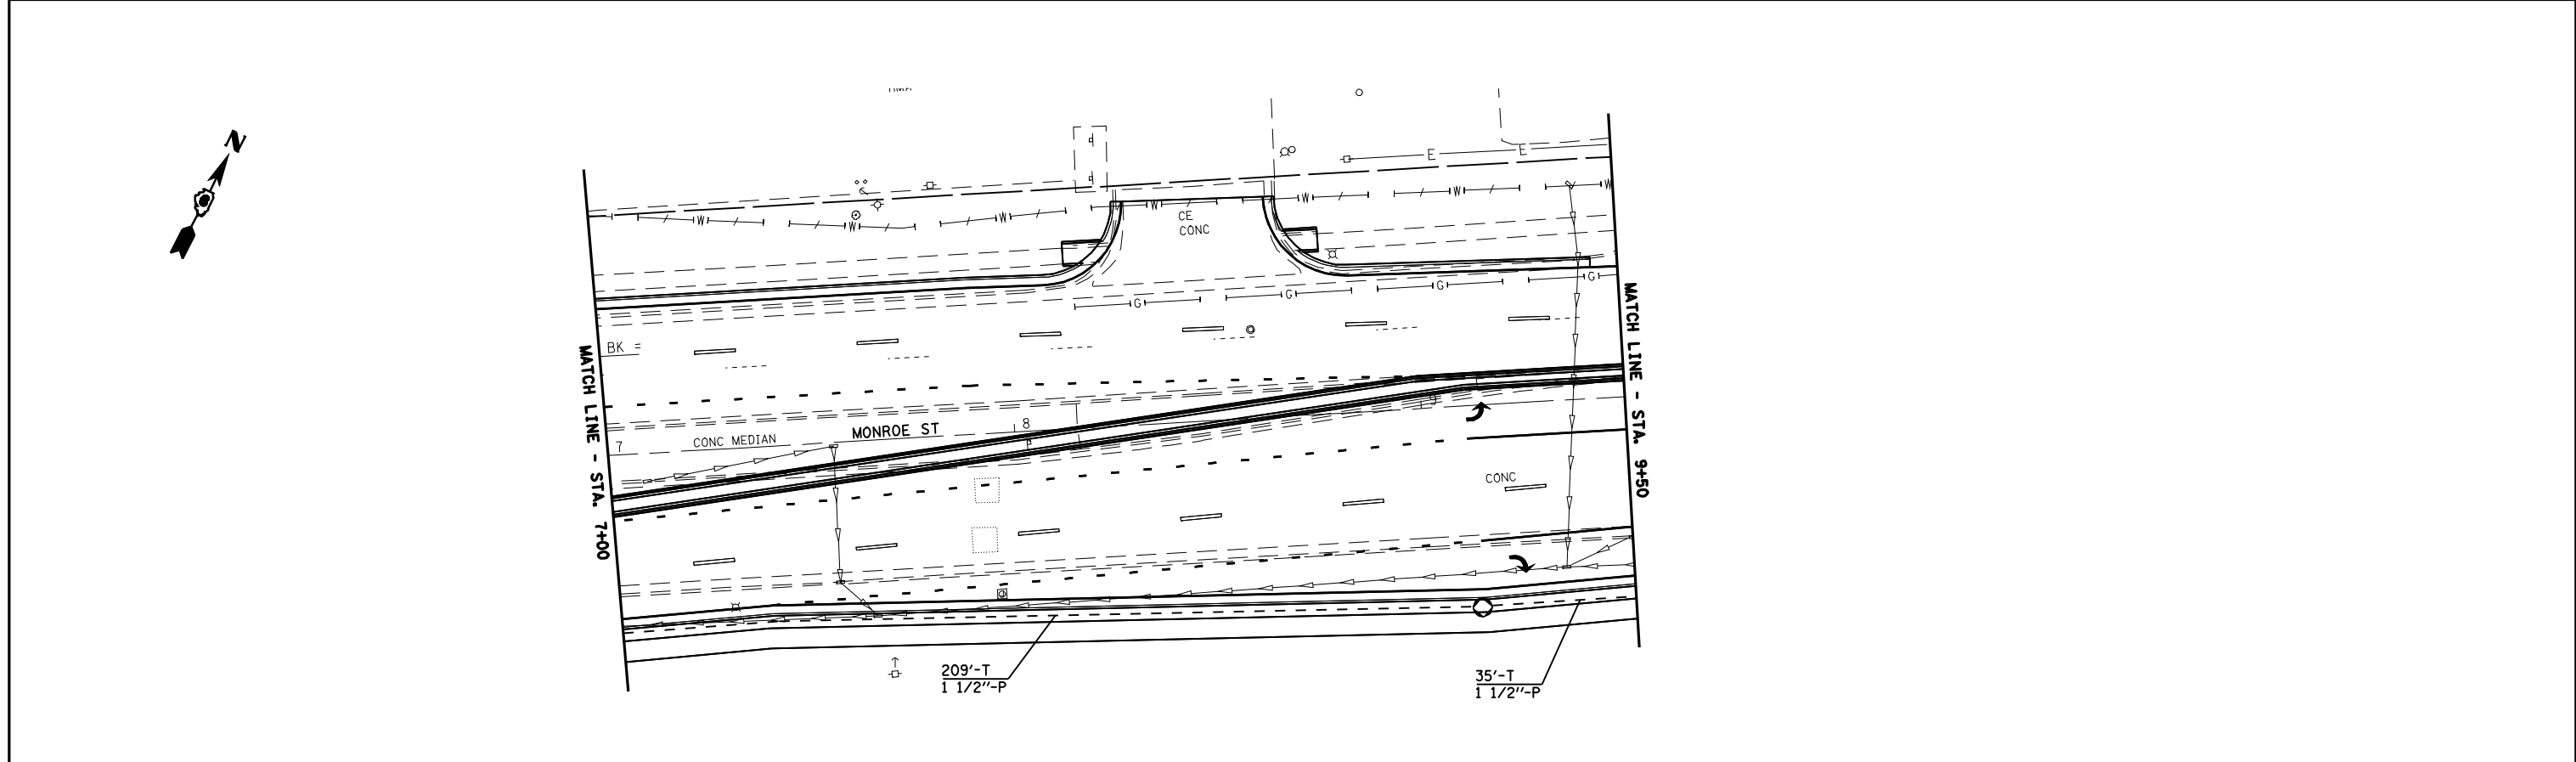 N
E
E
W
W
W
W
W
W
W
CE
CONC
G
G
G
G
BK =
MATCH LINE - STA. 7+00
MATCH LINE - STA. 9+50
7
CONC MEDIAN
MONROE ST
8
9
CONC
209'-T
1 1/2"-P
35'-T
1 1/2"-P